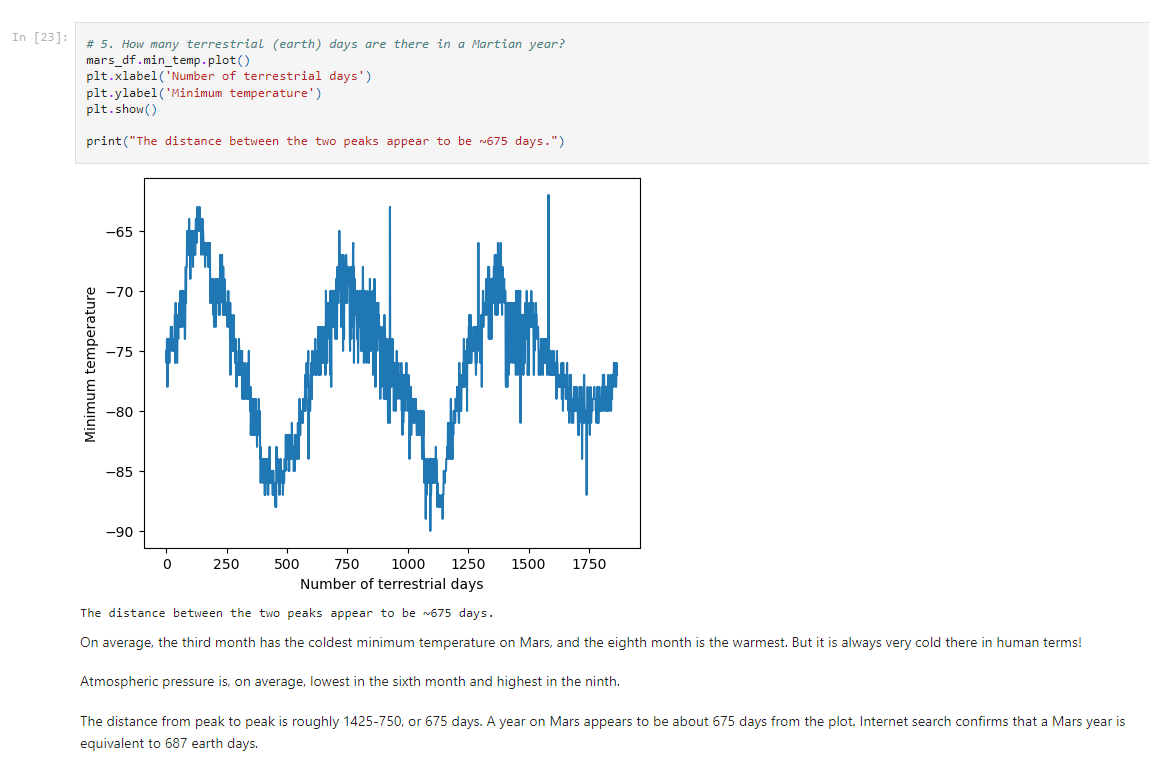 In [23]:
# 5. How many terrestrial (earth) days are there in a Martian year?
mars_df.min_temp.plot()
plt.xlabel('Number of terrestrial days')
plt.ylabel('Minimum temperature')
plt.show()
print("The distance between the two peaks appear to be ~675 days.")
Minimum temperature
−65
−70
−75
−80
−85
−90
0 250 500 750 1000 1250 1500 1750
Number of terrestrial days
The distance between the two peaks appear to be ~675 days.
On average, the third month has the coldest minimum temperature on Mars, and the eighth month is the warmest. But it is always very cold there in human terms!
Atmospheric pressure is, on average, lowest in the sixth month and highest in the ninth.
The distance from peak to peak is roughly 1425-750, or 675 days. A year on Mars appears to be about 675 days from the plot. Internet search confirms that a Mars year is
equivalent to 687 earth days.